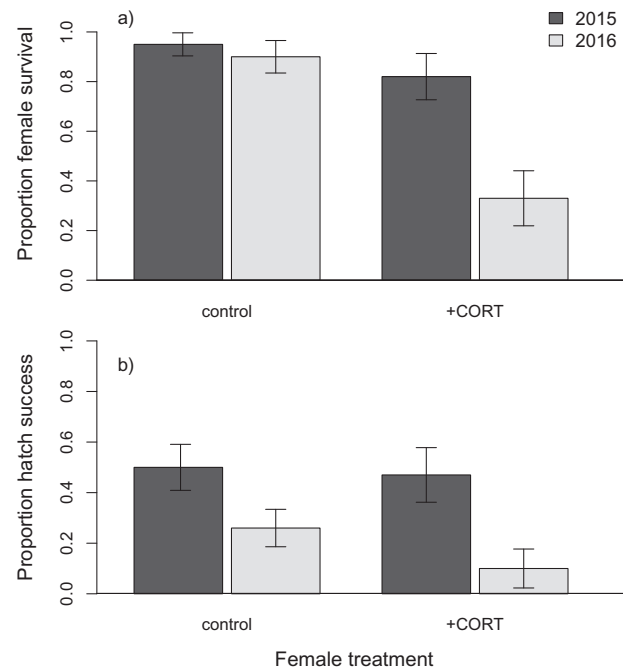 a)
2015
2016
Proportion female survival
1.0
0.8
0.6
0.4
0.2
0.0
control
+CORT
b)
Proportion hatch success
1.0
0.8
0.6
0.4
0.2
0.0
control
+CORT
Female treatment